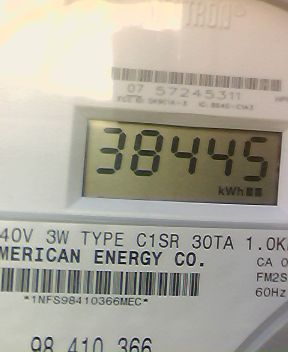 TRON
07 57245311
38445
kWh
40V 3W TYPE C1SR 30TA 1.0K
MERICAN ENERGY CO.
CA 0
FM2S
*1NFS98410366MEC*
60Hz
98 410 366